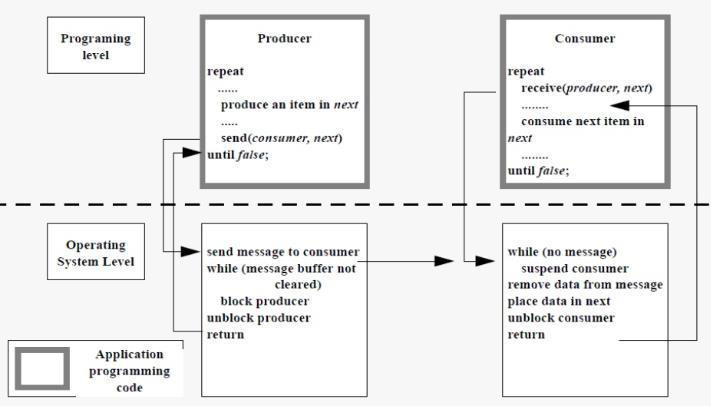 Programing
level
Producer
repeat
......
produce an item in next
.....
send(consumer, next)
until false;
Consumer
repeat
receive(producer, next)
........
consume next item in
next
........
until false;
Operating
System Level
send message to consumer
while (message buffer not
cleared)
block producer
unblock producer
return
while (no message)
suspend consumer
remove data from message
place data in next
unblock consumer
return
Application
programming
code